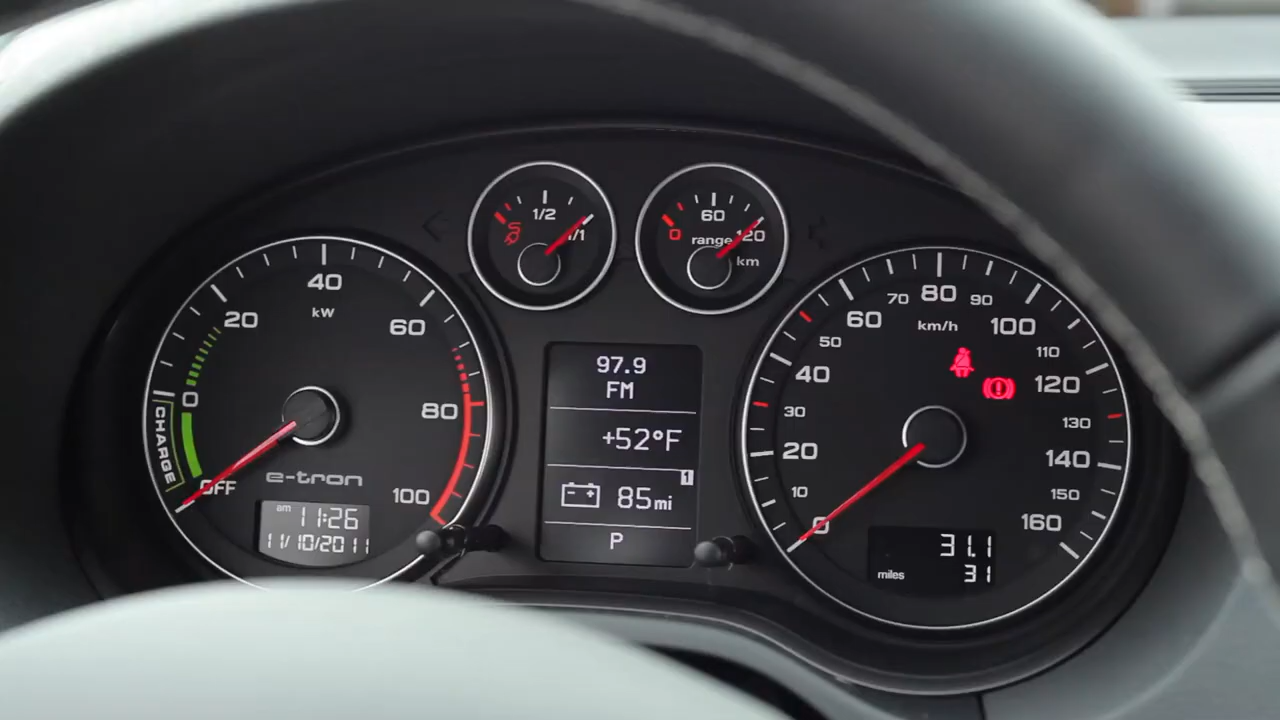 40
kW
20
60
0
80
CHARGE
OFF
e-tron
100
am 11:26
11/10/2011
1/2
1/1
60
0
120
range
km
97.9
FM
+52°F
1
85mi
P
80
70
90
60
km/h
100
50
110
40
120
30
130
20
140
10
150
0
160
31.1
miles 31